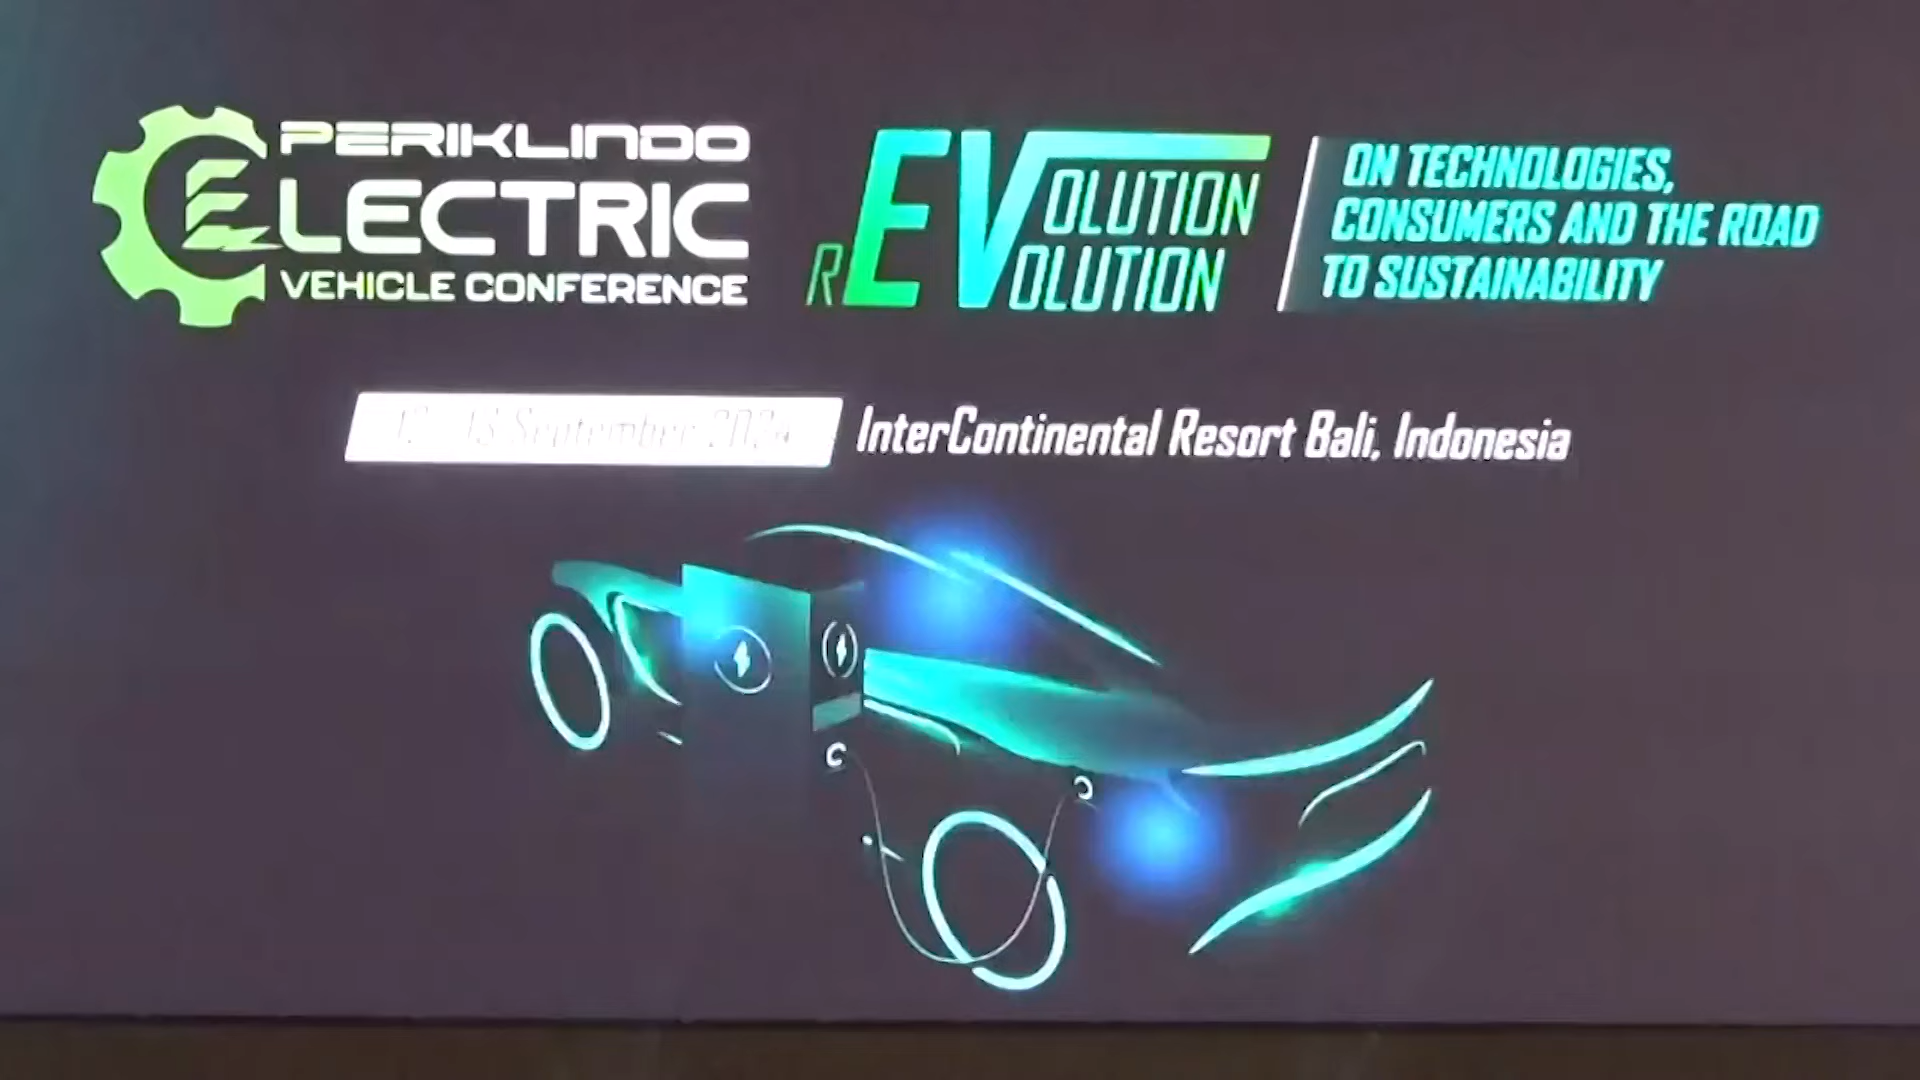 PERIKLINDO
ELECTRIC
VEHICLE CONFERENCE
EVOLUTION
rEVOLUTION
ON TECHNOLOGIES,
CONSUMERS AND THE ROAD
TO SUSTAINABILITY
September 2024
InterContinental Resort Bali, Indonesia